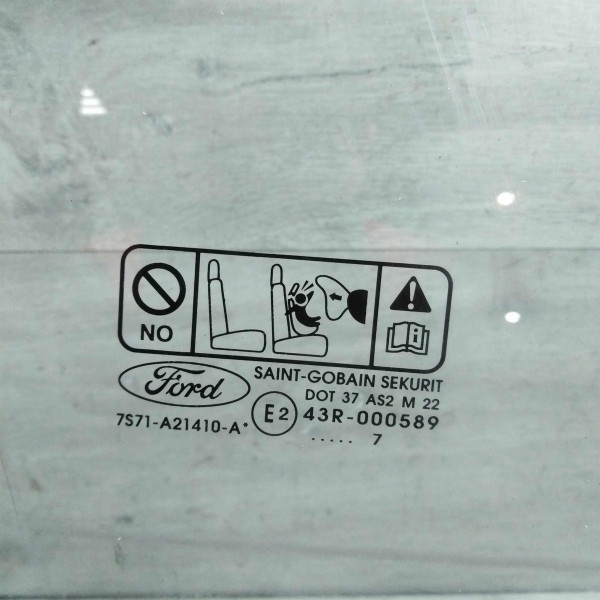 NO
Ford
SAINT-GOBAIN SEKURIT
DOT 37 AS2 M 22
7S71-A21410-A* E2 43R-000589
..... 7